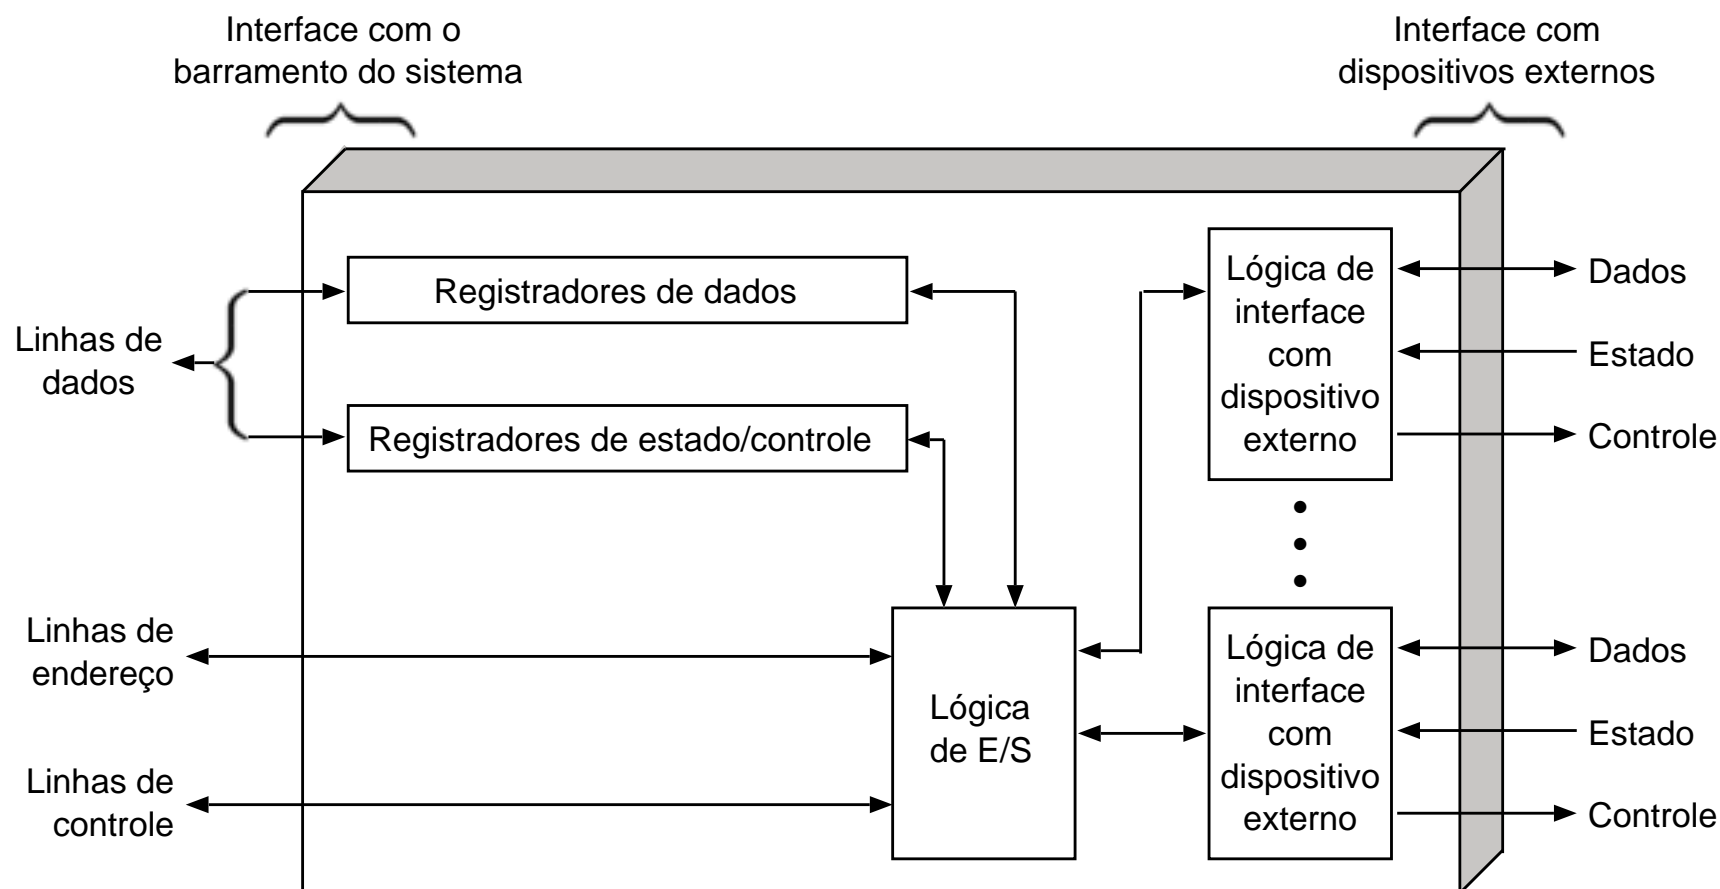 Interface com o
barramento do sistema
Interface com
dispositivos externos
Registradores de dados
Linhas de
dados
Registradores de estado/controle
Lógica de
interface
com
dispositivo
externo
Dados
Estado
Controle
Linhas de
endereço
Linhas de
controle
Lógica
de E/S
Lógica de
interface
com
dispositivo
externo
Dados
Estado
Controle